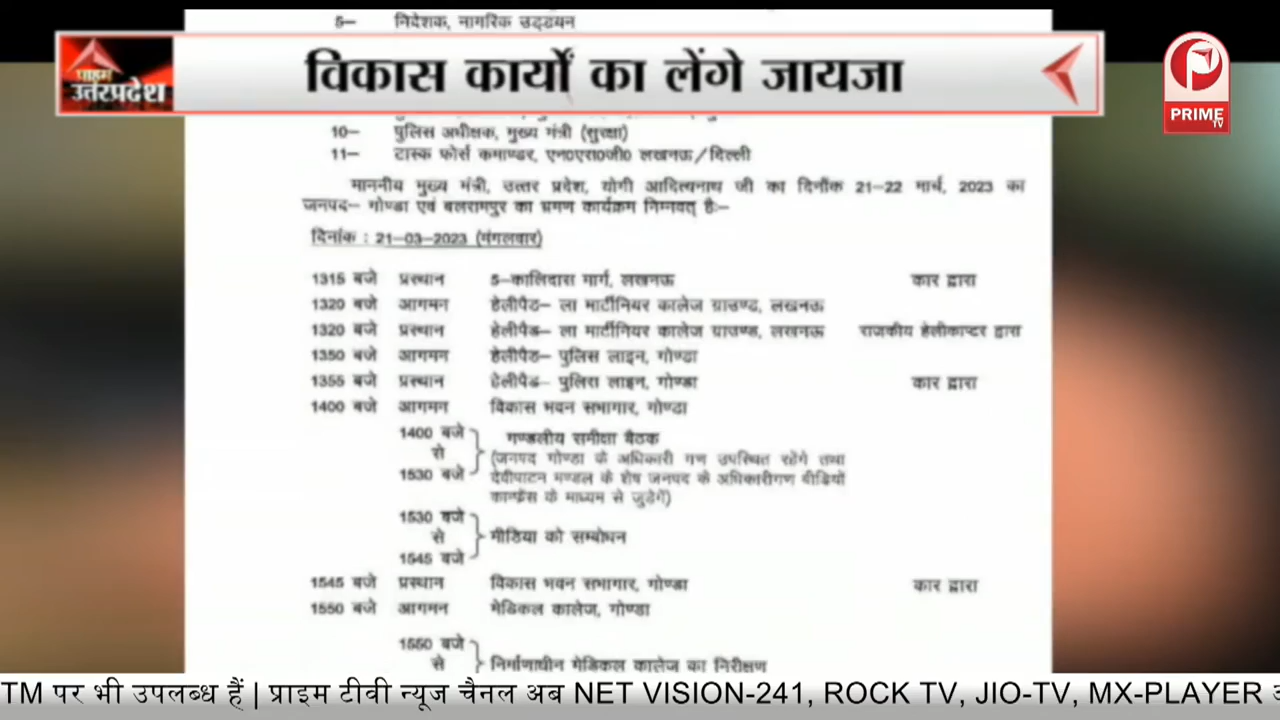 5— निदेशक, नागरिक उड्डयन
प्राइम
उत्तरप्रदेश
विकास कार्यों का लेंगे जायजा
PRIME
TV
10— पुलिस अधीक्षक, मुख्य मंत्री (सुरक्षा)
11— टास्क फोर्स कमाण्डर, एन०एस०जी० लखनऊ/दिल्ली
माननीय मुख्य मंत्री, उत्तर प्रदेश, योगी आदित्यनाथ जी का दिनाँक 21-22 मार्च, 2023 का
जनपद— गोण्डा एवं बलरामपुर का भ्रमण कार्यक्रम निम्नवत् हैः—
दिनांक : 21-03-2023 (मंगलवार)
1315 बजे प्रस्थान 5—कालिदास मार्ग, लखनऊ कार द्वारा
1320 बजे आगमन हेलीपैड— ला मार्टीनियर कालेज ग्राउण्ड, लखनऊ
1320 बजे प्रस्थान हेलीपैड— ला मार्टीनियर कालेज ग्राउण्ड, लखनऊ राजकीय हेलीकाप्टर द्वारा
1350 बजे आगमन हेलीपैड— पुलिस लाइन, गोण्डा
1355 बजे प्रस्थान हेलीपैड— पुलिस लाइन, गोण्डा कार द्वारा
1400 बजे आगमन विकास भवन सभागार, गोण्डा
1400 बजे
से
1530 बजे
मण्डलीय समीक्षा बैठक
(जनपद गोण्डा के अधिकारी गण उपस्थित रहेंगे तथा
देवीपाटन मण्डल के शेष जनपद के अधिकारीगण वीडियों
कान्फ्रेंस के माध्यम से जुड़ेगें)
1530 बजे
से
1545 बजे
मीडिया को सम्बोधन
1545 बजे प्रस्थान विकास भवन सभागार, गोण्डा कार द्वारा
1550 बजे आगमन मेडिकल कालेज, गोण्डा
1550 बजे
से
निर्माणाधीन मेडिकल कालेज का निरीक्षण
TM पर भी उपलब्ध हैं | प्राइम टीवी न्यूज चैनल अब NET VISION-241, ROCK TV, JIO-TV, MX-PLAYER